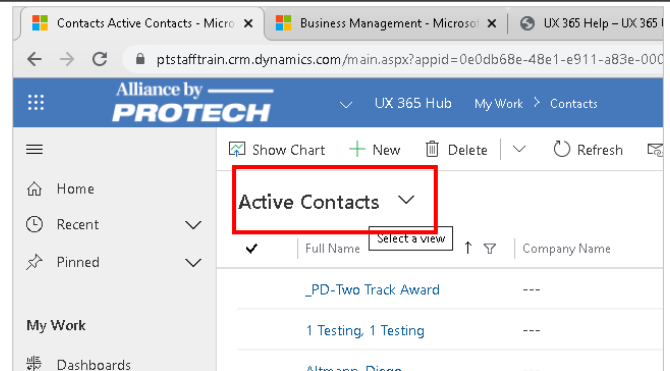 Contacts Active Contacts - Micro
Business Management - Microsof
UX 365 Help – UX 365
ptstafftrain.crm.dynamics.com/main.aspx?appid=0e0db68e-48e1-e911-a83e-000
Alliance by
PROTECH
UX 365 Hub My Work > Contacts
Show Chart + New Delete Refresh
Home
Active Contacts
Recent
Full Name Select a view Company Name
Pinned
_PD-Two Track Award ---
My Work
1 Testing, 1 Testing ---
Dashboards
Altmann, Diego ---